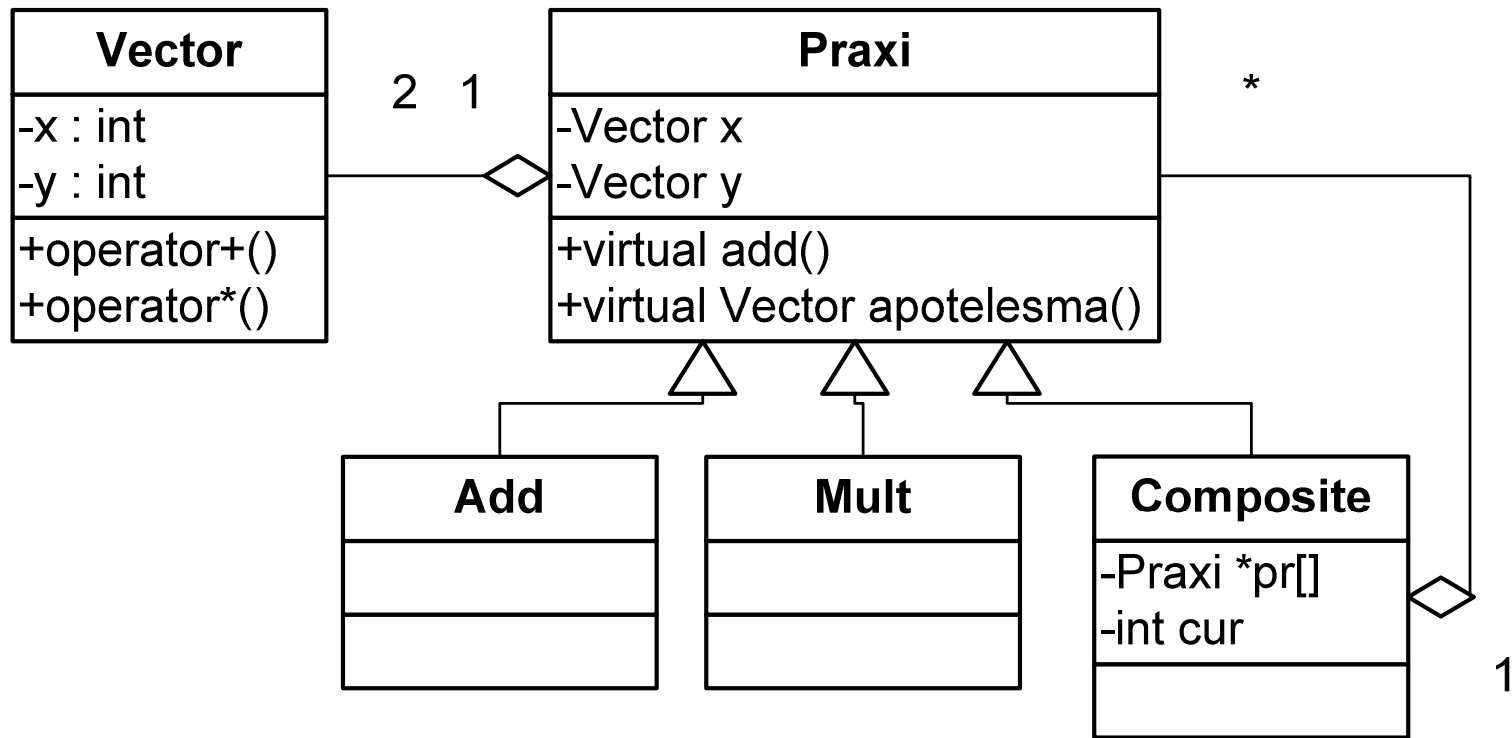 Vector
-x : int
-y : int
+operator+()
+operator*()
2 1
Praxi
-Vector x
-Vector y
+virtual add()
+virtual Vector apotelesma()
*
Add
Mult
Composite
-Praxi *pr[]
-int cur
1